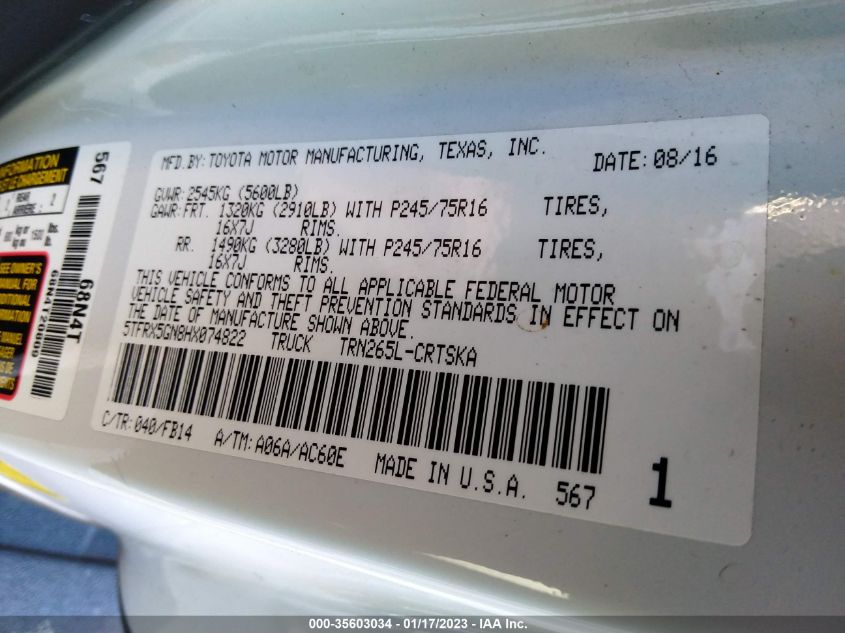 MFD.BY:TOYOTA MOTOR MANUFACTURING, TEXAS, INC. DATE:08/16
GVWR:2545KG (5600LB)
GAWR:FRT. 1320KG (2910LB) WITH P245/75R16 TIRES,
16X7J RIMS.
RR. 1490KG (3280LB) WITH P245/75R16 TIRES,
16X7J RIMS.
THIS VEHICLE CONFORMS TO ALL APPLICABLE FEDERAL MOTOR
VEHICLE SAFETY AND THEFT PREVENTION STANDARDS IN EFFECT ON
THE DATE OF MANUFACTURE SHOWN ABOVE.
5TFRX5GN8HX074822 TRUCK TRN265L-CRTSKA
C/TR:040/FB14 A/TM:A06A/AC60E MADE IN U.S.A. 567 1
567
68N4T
REAR 2
000-35603034 - 01/17/2023 - IAA Inc.